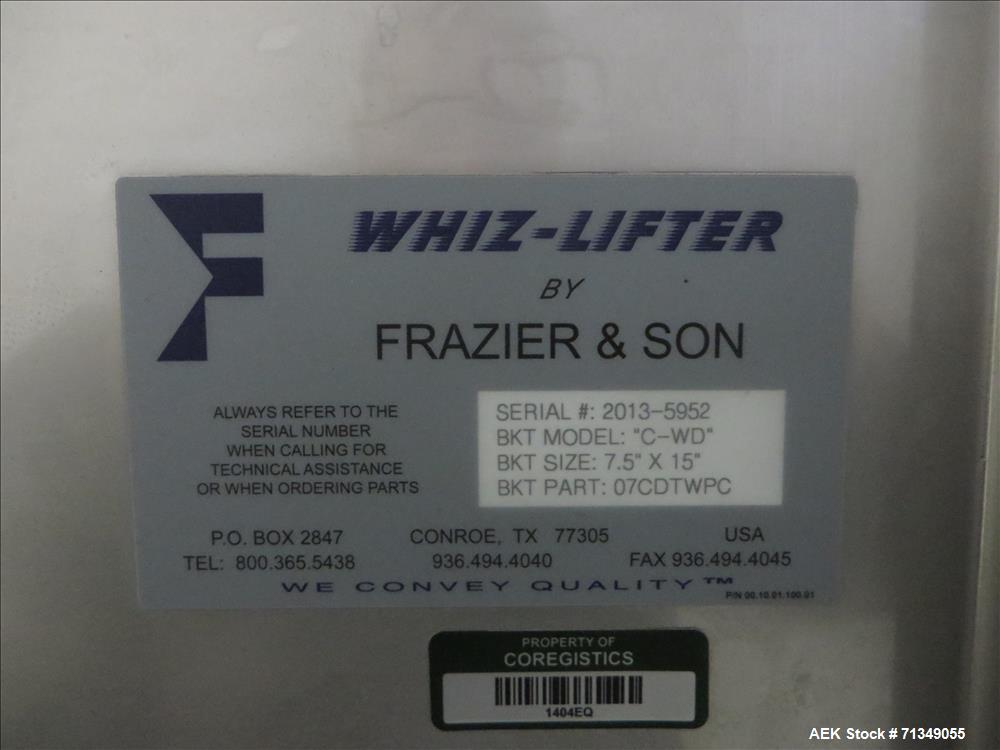 WHIZ-LIFTER
BY
FRAZIER & SON
ALWAYS REFER TO THE
SERIAL NUMBER
WHEN CALLING FOR
TECHNICAL ASSISTANCE
OR WHEN ORDERING PARTS
SERIAL #: 2013-5952
BKT MODEL: "C-WD"
BKT SIZE: 7.5" X 15"
BKT PART: 07CDTWPC
P.O. BOX 2847 CONROE, TX 77305 USA
TEL: 800.365.5438 936.494.4040 FAX 936.494.4045
WE CONVEY QUALITY™
P/N 00.10.01.100.01
PROPERTY OF
COREGISTICS
1404EQ
AEK Stock # 71349055